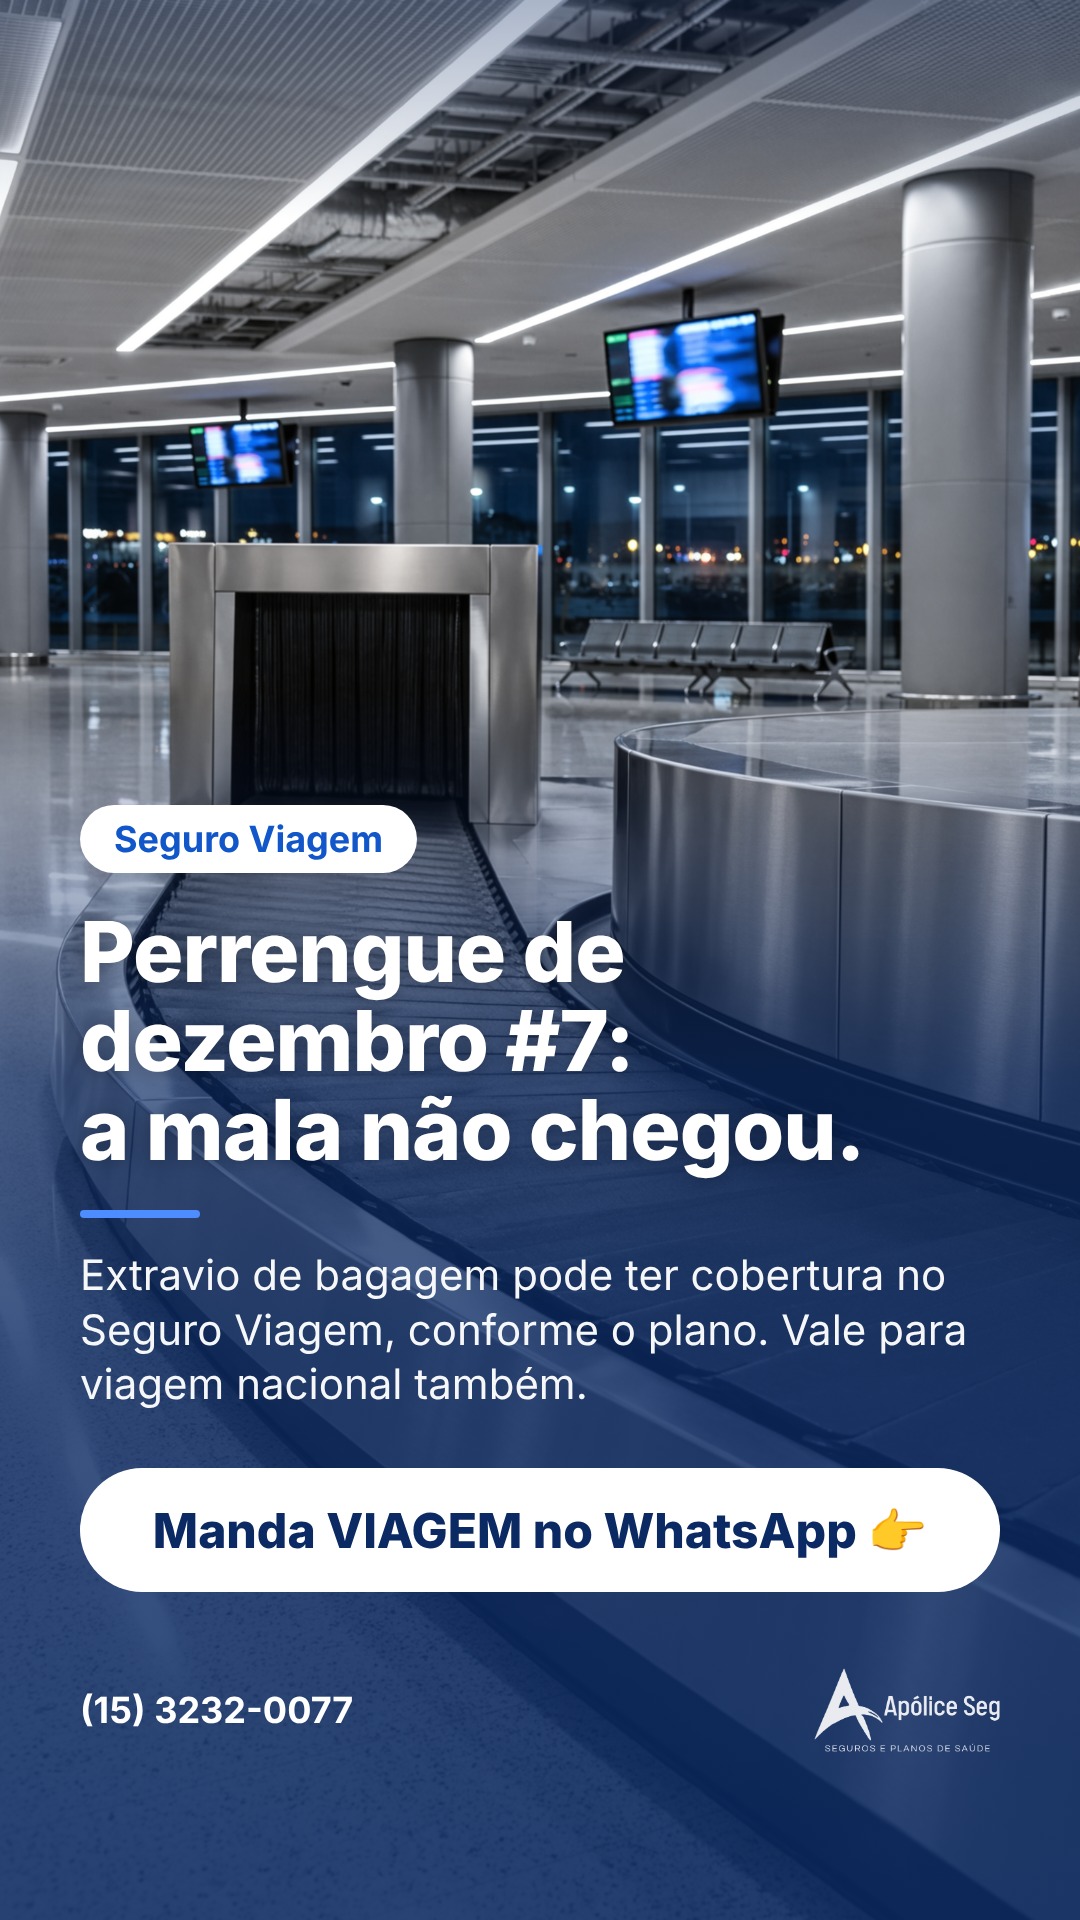 Seguro Viagem
Perrengue de
dezembro #7:
a mala não chegou.
Extravio de bagagem pode ter cobertura no
Seguro Viagem, conforme o plano. Vale para
viagem nacional também.
Manda VIAGEM no WhatsApp 👉
(15) 3232-0077
Apólice Seg
SEGUROS E PLANOS DE SAÚDE